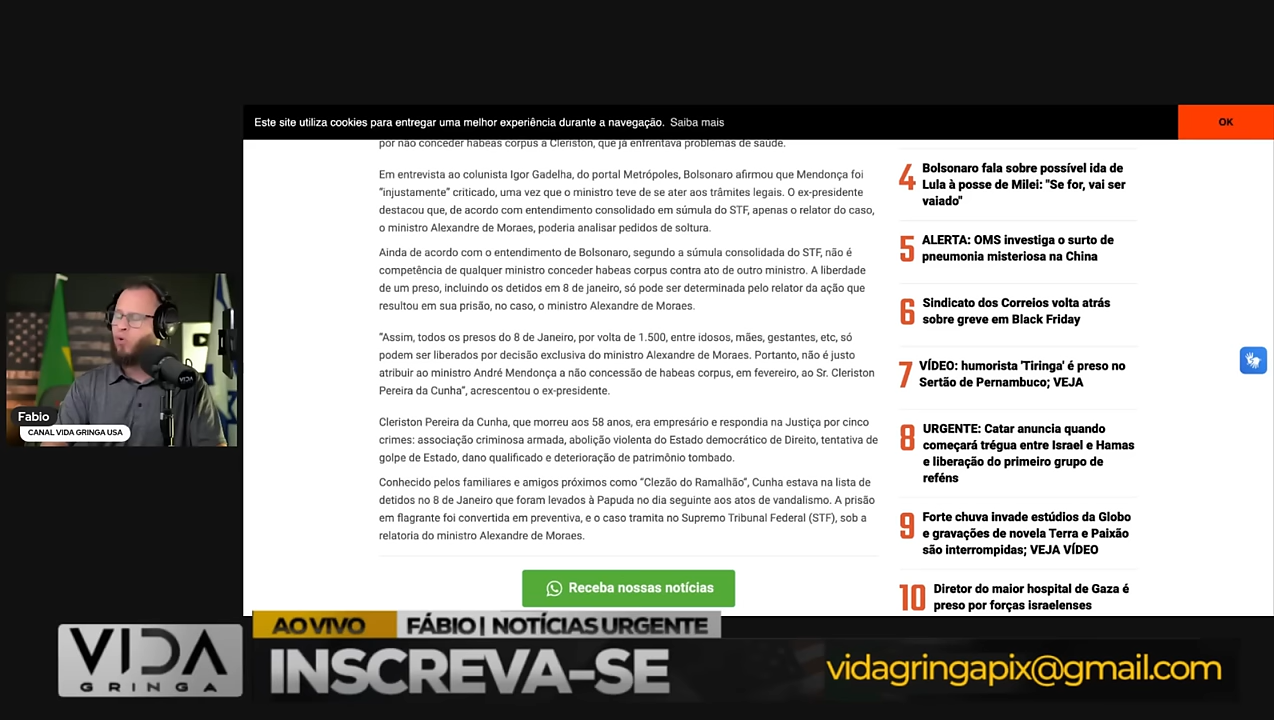 Este site utiliza cookies para entregar uma melhor experiência durante a navegação. Saiba mais
OK
por não conceder habeas corpus a Cleriston, que já enfrentava problemas de saúde.
Em entrevista ao colunista Igor Gadelha, do portal Metrópoles, Bolsonaro afirmou que Mendonça foi
"injustamente" criticado, uma vez que o ministro teve de se ater aos trâmites legais. O ex-presidente
destacou que, de acordo com entendimento consolidado em súmula do STF, apenas o relator do caso,
o ministro Alexandre de Moraes, poderia analisar pedidos de soltura.
Ainda de acordo com o entendimento de Bolsonaro, segundo a súmula consolidada do STF, não é
competência de qualquer ministro conceder habeas corpus contra ato de outro ministro. A liberdade
de um preso, incluindo os detidos em 8 de janeiro, só pode ser determinada pelo relator da ação que
resultou em sua prisão, no caso, o ministro Alexandre de Moraes.
"Assim, todos os presos do 8 de Janeiro, por volta de 1.500, entre idosos, mães, gestantes, etc, só
podem ser liberados por decisão exclusiva do ministro Alexandre de Moraes. Portanto, não é justo
atribuir ao ministro André Mendonça a não concessão de habeas corpus, em fevereiro, ao Sr. Cleriston
Pereira da Cunha", acrescentou o ex-presidente.
Cleriston Pereira da Cunha, que morreu aos 58 anos, era empresário e respondia na Justiça por cinco
crimes: associação criminosa armada, abolição violenta do Estado democrático de Direito, tentativa de
golpe de Estado, dano qualificado e deterioração de patrimônio tombado.
Conhecido pelos familiares e amigos próximos como "Clezão do Ramalhão", Cunha estava na lista de
detidos no 8 de Janeiro que foram levados à Papuda no dia seguinte aos atos de vandalismo. A prisão
em flagrante foi convertida em preventiva, e o caso tramita no Supremo Tribunal Federal (STF), sob a
relatoria do ministro Alexandre de Moraes.
Receba nossas notícias
4
Bolsonaro fala sobre possível ida de
Lula à posse de Milei: "Se for, vai ser
vaiado"
5
ALERTA: OMS investiga o surto de
pneumonia misteriosa na China
6
Sindicato dos Correios volta atrás
sobre greve em Black Friday
7
VÍDEO: humorista 'Tiringa' é preso no
Sertão de Pernambuco; VEJA
8
URGENTE: Catar anuncia quando
começará trégua entre Israel e Hamas
e liberação do primeiro grupo de
reféns
9
Forte chuva invade estúdios da Globo
e gravações de novela Terra e Paixão
são interrompidas; VEJA VÍDEO
10
Diretor do maior hospital de Gaza é
preso por forças israelenses
Fabio
CANAL VIDA GRINGA USA
VIDA
GRINGA
AO VIVO
FÁBIO | NOTÍCIAS URGENTE
INSCREVA-SE
vidagringapix@gmail.com